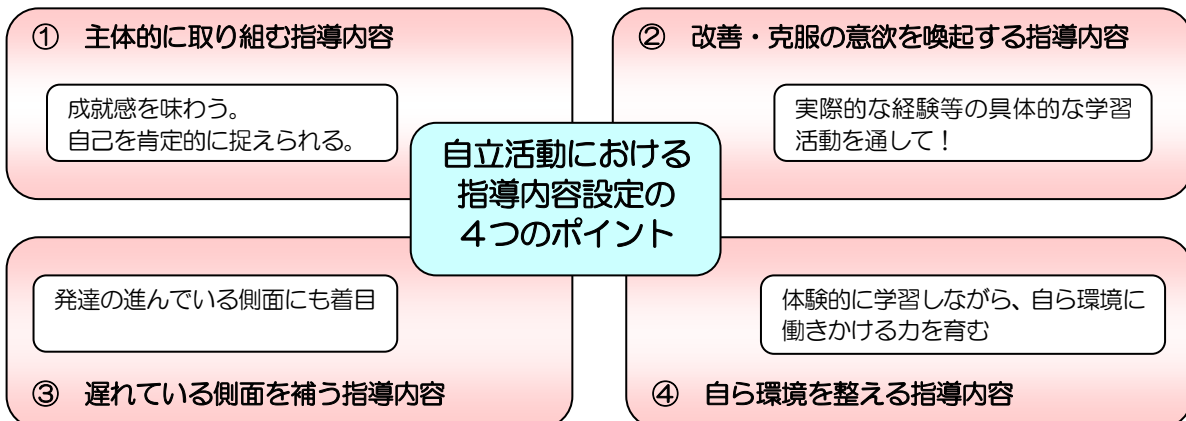 ① 主体的に取り組む指導内容
成就感を味わう。
自己を肯定的に捉えられる。
② 改善・克服の意欲を喚起する指導内容
実際的な経験等の具体的な学習
活動を通して！
自立活動における
指導内容設定の
４つのポイント
発達の進んでいる側面にも着目
③ 遅れている側面を補う指導内容
体験的に学習しながら、自ら環境に
働きかける力を育む
④ 自ら環境を整える指導内容